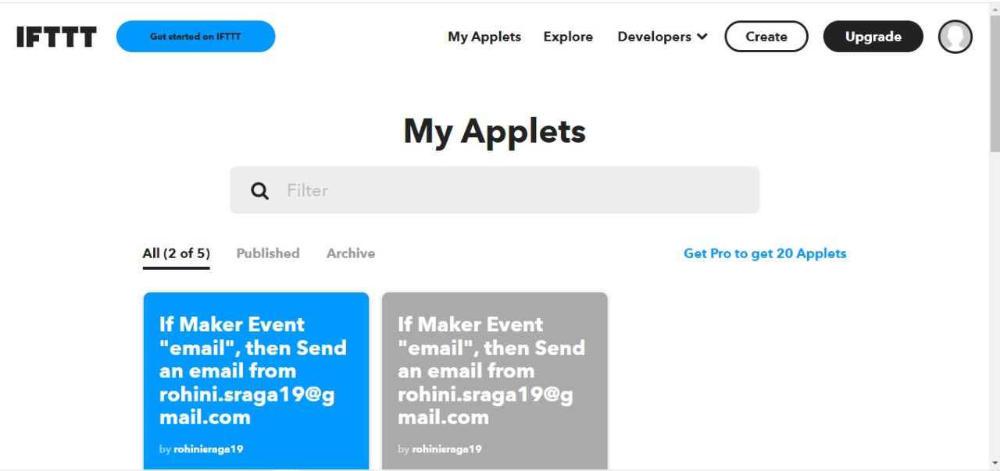 IFTTT
Get started on IFTTT
My Applets
Explore
Developers
Create
Upgrade
My Applets
Filter
All (2 of 5)
Published
Archive
Get Pro to get 20 Applets
If Maker Event
"email", then Send
an email from
rohini.sraga19@g
mail.com
by rohinisraga19
If Maker Event
"email", then Send
an email from
rohini.sraga19@g
mail.com
by rohinisraga19